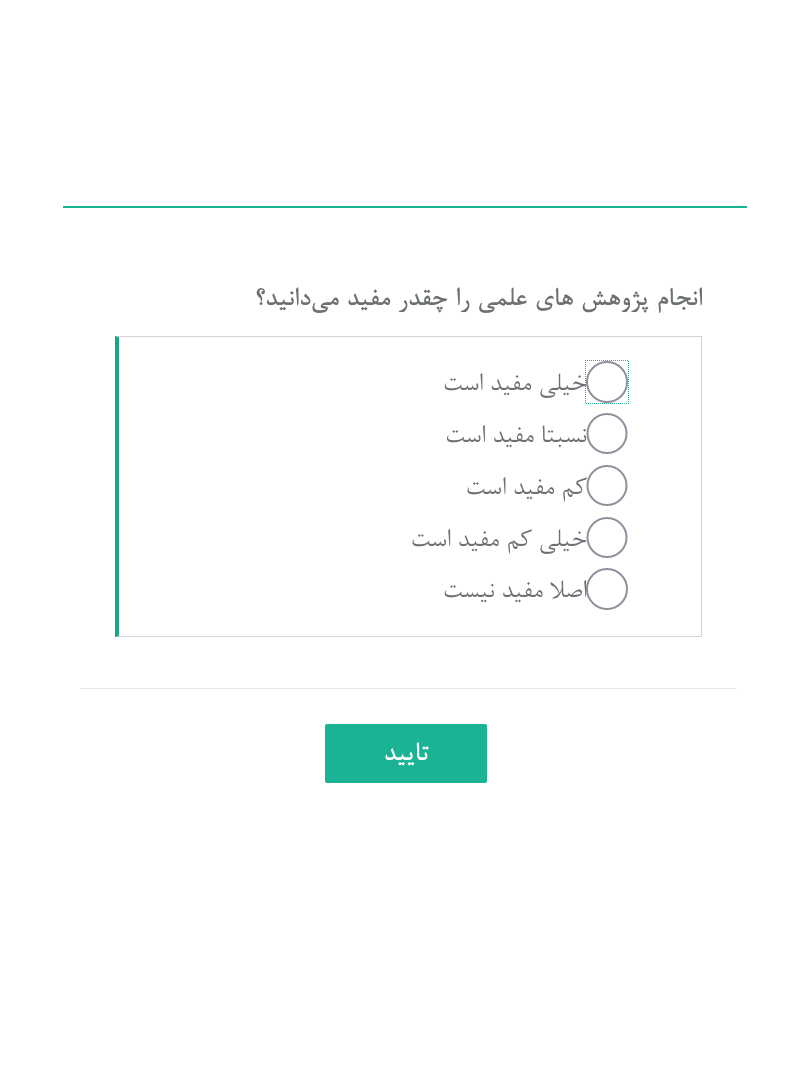 انجام پژوهش های علمی را چقدر مفید می‌دانید؟
خیلی مفید است
نسبتا مفید است
کم مفید است
خیلی کم مفید است
اصلا مفید نیست
تایید